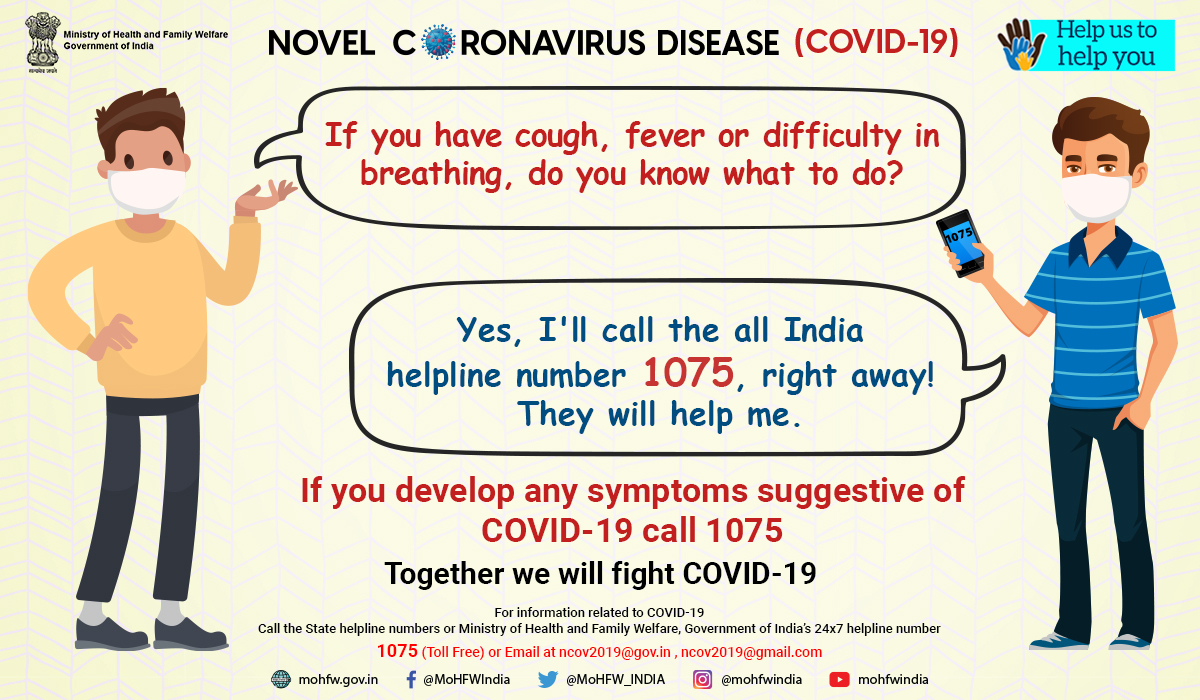 Ministry of Health and Family Welfare
Government of India
सत्यमेव जयते
NOVEL CORONAVIRUS DISEASE (COVID-19)
Help us to
help you
If you have cough, fever or difficulty in
breathing, do you know what to do?
1075
Yes, I'll call the all India
helpline number 1075, right away!
They will help me.
If you develop any symptoms suggestive of
COVID-19 call 1075
Together we will fight COVID-19
For information related to COVID-19
Call the State helpline numbers or Ministry of Health and Family Welfare, Government of India's 24x7 helpline number
1075 (Toll Free) or Email at ncov2019@gov.in , ncov2019@gmail.com
mohfw.gov.in @MoHFWIndia @MoHFW_INDIA @mohfwindia mohfwindia